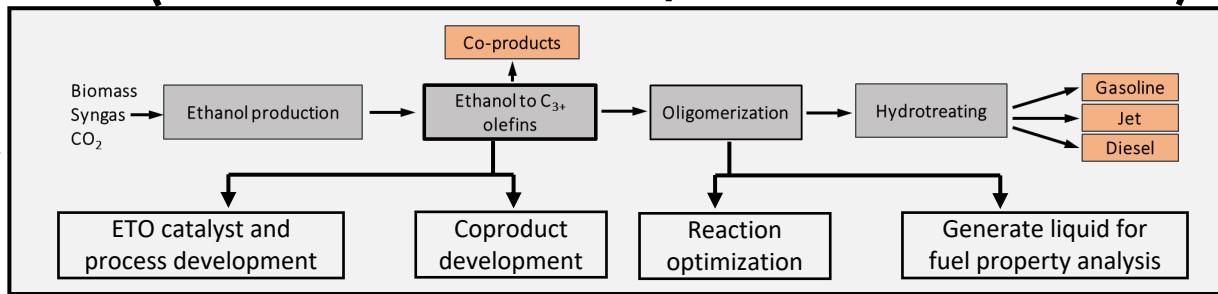 Co-products
Biomass
Syngas
CO₂
Ethanol production
Ethanol to C₃₊
olefins
Oligomerization
Hydrotreating
Gasoline
Jet
Diesel
ETO catalyst and
process development
Coproduct
development
Reaction
optimization
Generate liquid for
fuel property analysis